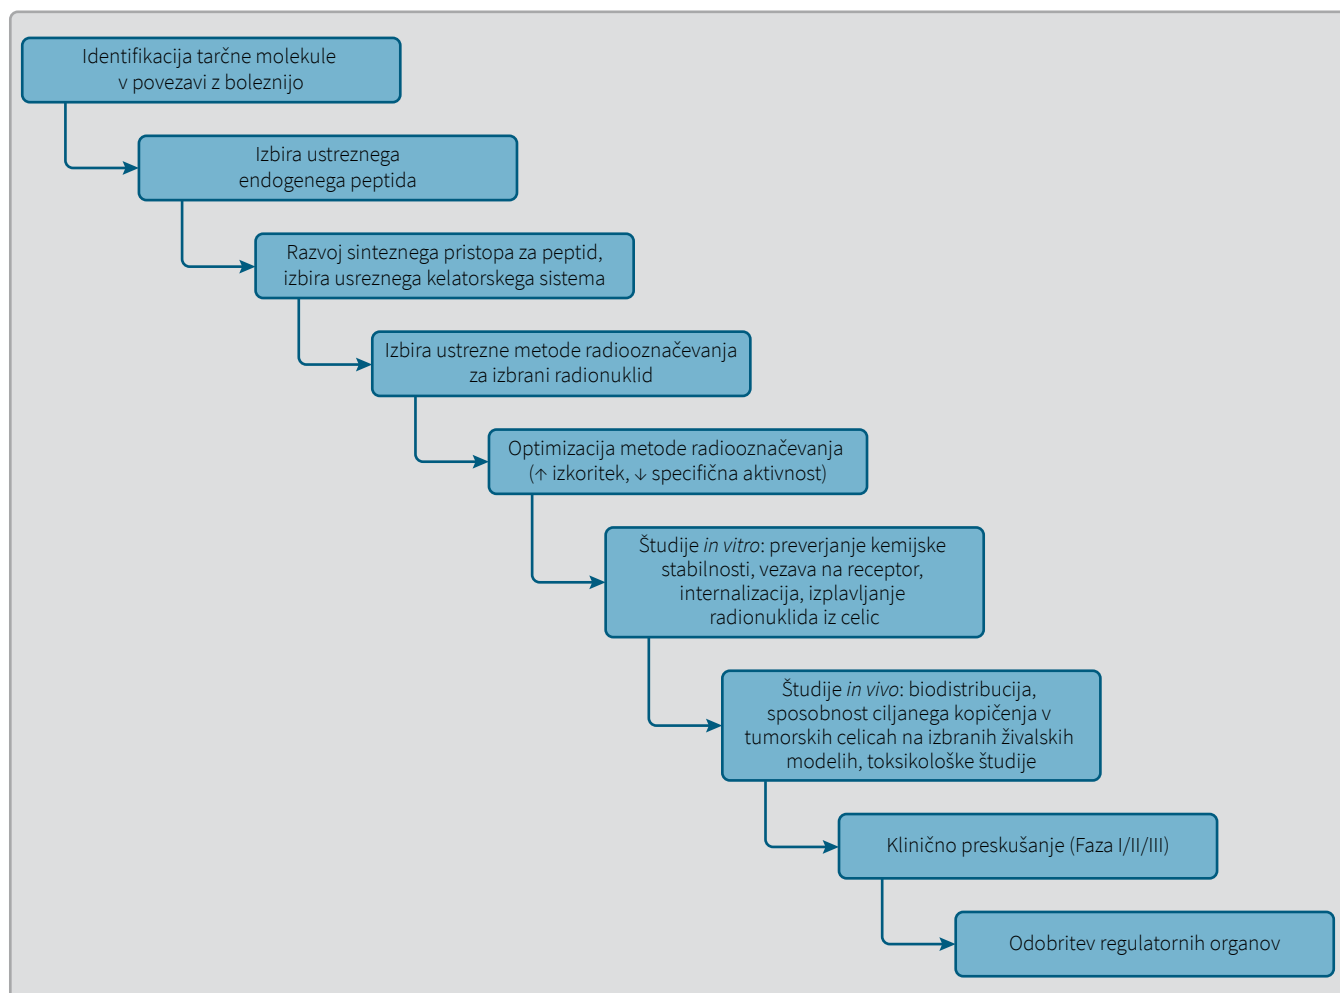 Identifikacija tarčne molekule
v povezavi z boleznijo
Izbira ustreznega
endogenega peptida
Razvoj sinteznega pristopa za peptid,
izbira usreznega kelatorskega sistema
Izbira ustrezne metode radiooznačevanja
za izbrani radionuklid
Optimizacija metode radiooznačevanja
(↑ izkoritek, ↓ specifična aktivnost)
Študije in vitro: preverjanje kemijske
stabilnosti, vezava na receptor,
internalizacija, izplavljanje
radionuklida iz celic
Študije in vivo: biodistribucija,
sposobnost ciljanega kopičenja v
tumorskih celicah na izbranih živalskih
modelih, toksikološke študije
Klinično preskušanje (Faza I/II/III)
Odobritev regulatornih organov